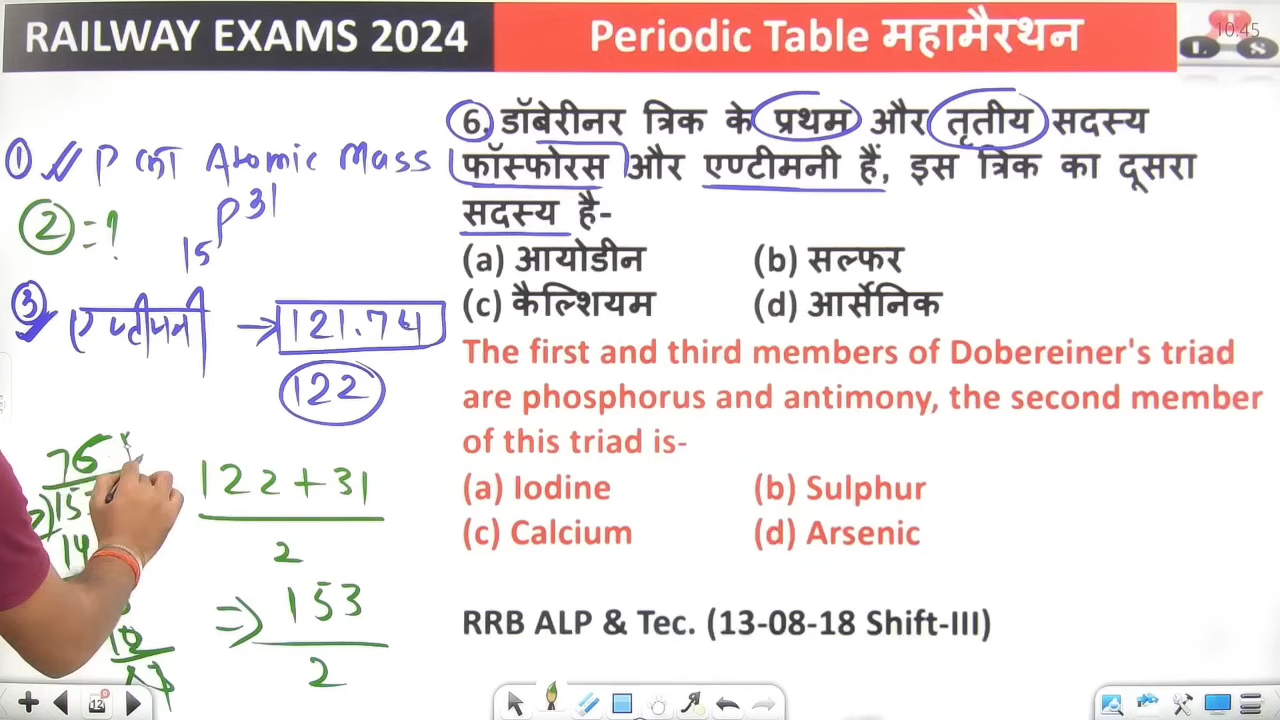 RAILWAY EXAMS 2024
Periodic Table महामैरथन
10:45
L S
① P का Atomic Mass
② = ?
15 P 31
③ एण्टीमनी → 121.74
122
76
122+31
2
⇒ 153
2
6. डॉबेरीनर त्रिक के प्रथम और तृतीय सदस्य
फॉस्फोरस और एण्टीमनी हैं, इस त्रिक का दूसरा
सदस्य है-
(a) आयोडीन (b) सल्फर
(c) कैल्शियम (d) आर्सेनिक
The first and third members of Dobereiner's triad
are phosphorus and antimony, the second member
of this triad is-
(a) Iodine (b) Sulphur
(c) Calcium (d) Arsenic
RRB ALP & Tec. (13-08-18 Shift-III)
12